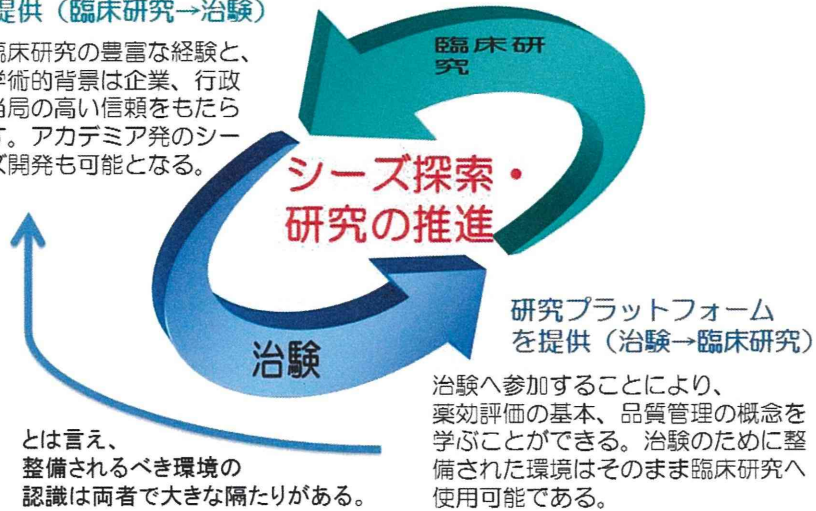 提供（臨床研究→治験）
臨床研究の豊富な経験と、
学術的背景は企業、行政
当局の高い信頼をもたら
す。アカデミア発のシー
ズ開発も可能となる。
臨床研
究
シーズ探索・
研究の推進
治験
研究プラットフォーム
を提供（治験→臨床研究）
治験へ参加することにより、
薬効評価の基本、品質管理の概念を
学ぶことができる。治験のために整
備された環境はそのまま臨床研究へ
使用可能である。
とは言え、
整備されるべき環境の
認識は両者で大きな隔たりがある。